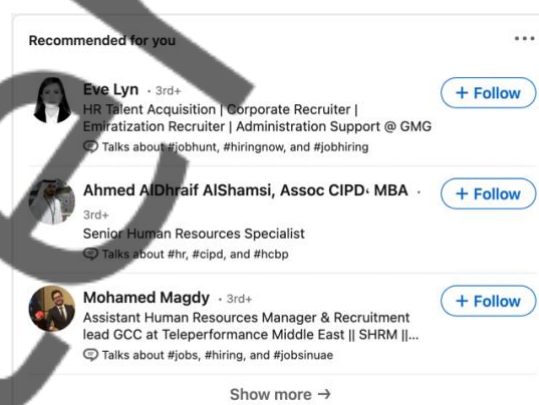 Recommended for you
Eve Lyn · 3rd+
+ Follow
HR Talent Acquisition | Corporate Recruiter |
Emiratization Recruiter | Administration Support @ GMG
Talks about #jobhunt, #hiringnow, and #jobhiring
Ahmed AlDhraif AlShamsi, Assoc CIPD، MBA ·
+ Follow
3rd+
Senior Human Resources Specialist
Talks about #hr, #cipd, and #hcbp
Mohamed Magdy · 3rd+
+ Follow
Assistant Human Resources Manager & Recruitment
lead GCC at Teleperformance Middle East || SHRM ||...
Talks about #jobs, #hiring, and #jobsinuae
Show more →